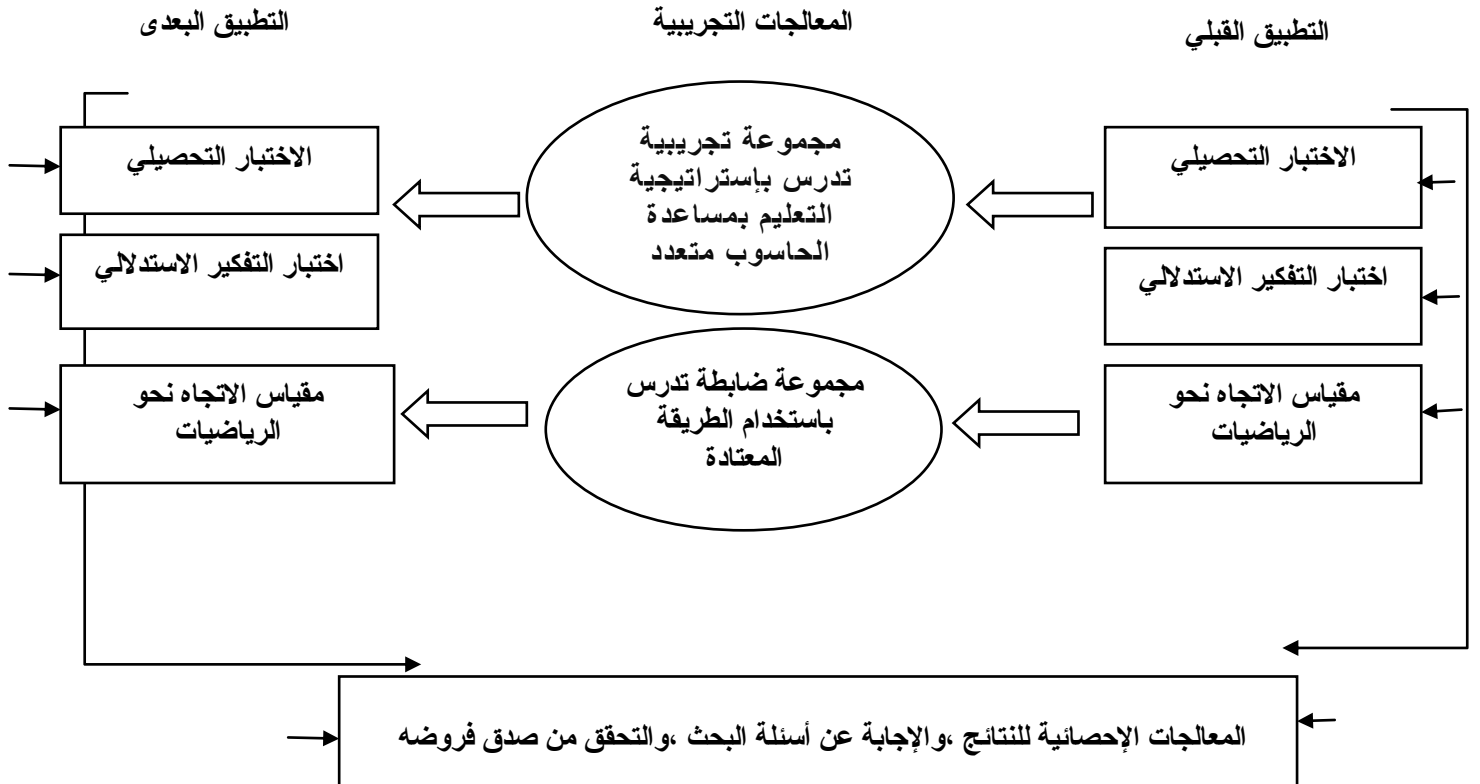 التطبيق القبلي
المعالجات التجريبية
التطبيق البعدى
الاختبار التحصيلي
اختبار التفكير الاستدلالي
مقياس الاتجاه نحو
الرياضيات
مجموعة تجريبية
تدرس بإستراتيجية
التعليم بمساعدة
الحاسوب متعدد
مجموعة ضابطة تدرس
باستخدام الطريقة
المعتادة
الاختبار التحصيلي
اختبار التفكير الاستدلالي
مقياس الاتجاه نحو
الرياضيات
المعالجات الإحصائية للنتائج ،والإجابة عن أسئلة البحث ،والتحقق من صدق فروضه